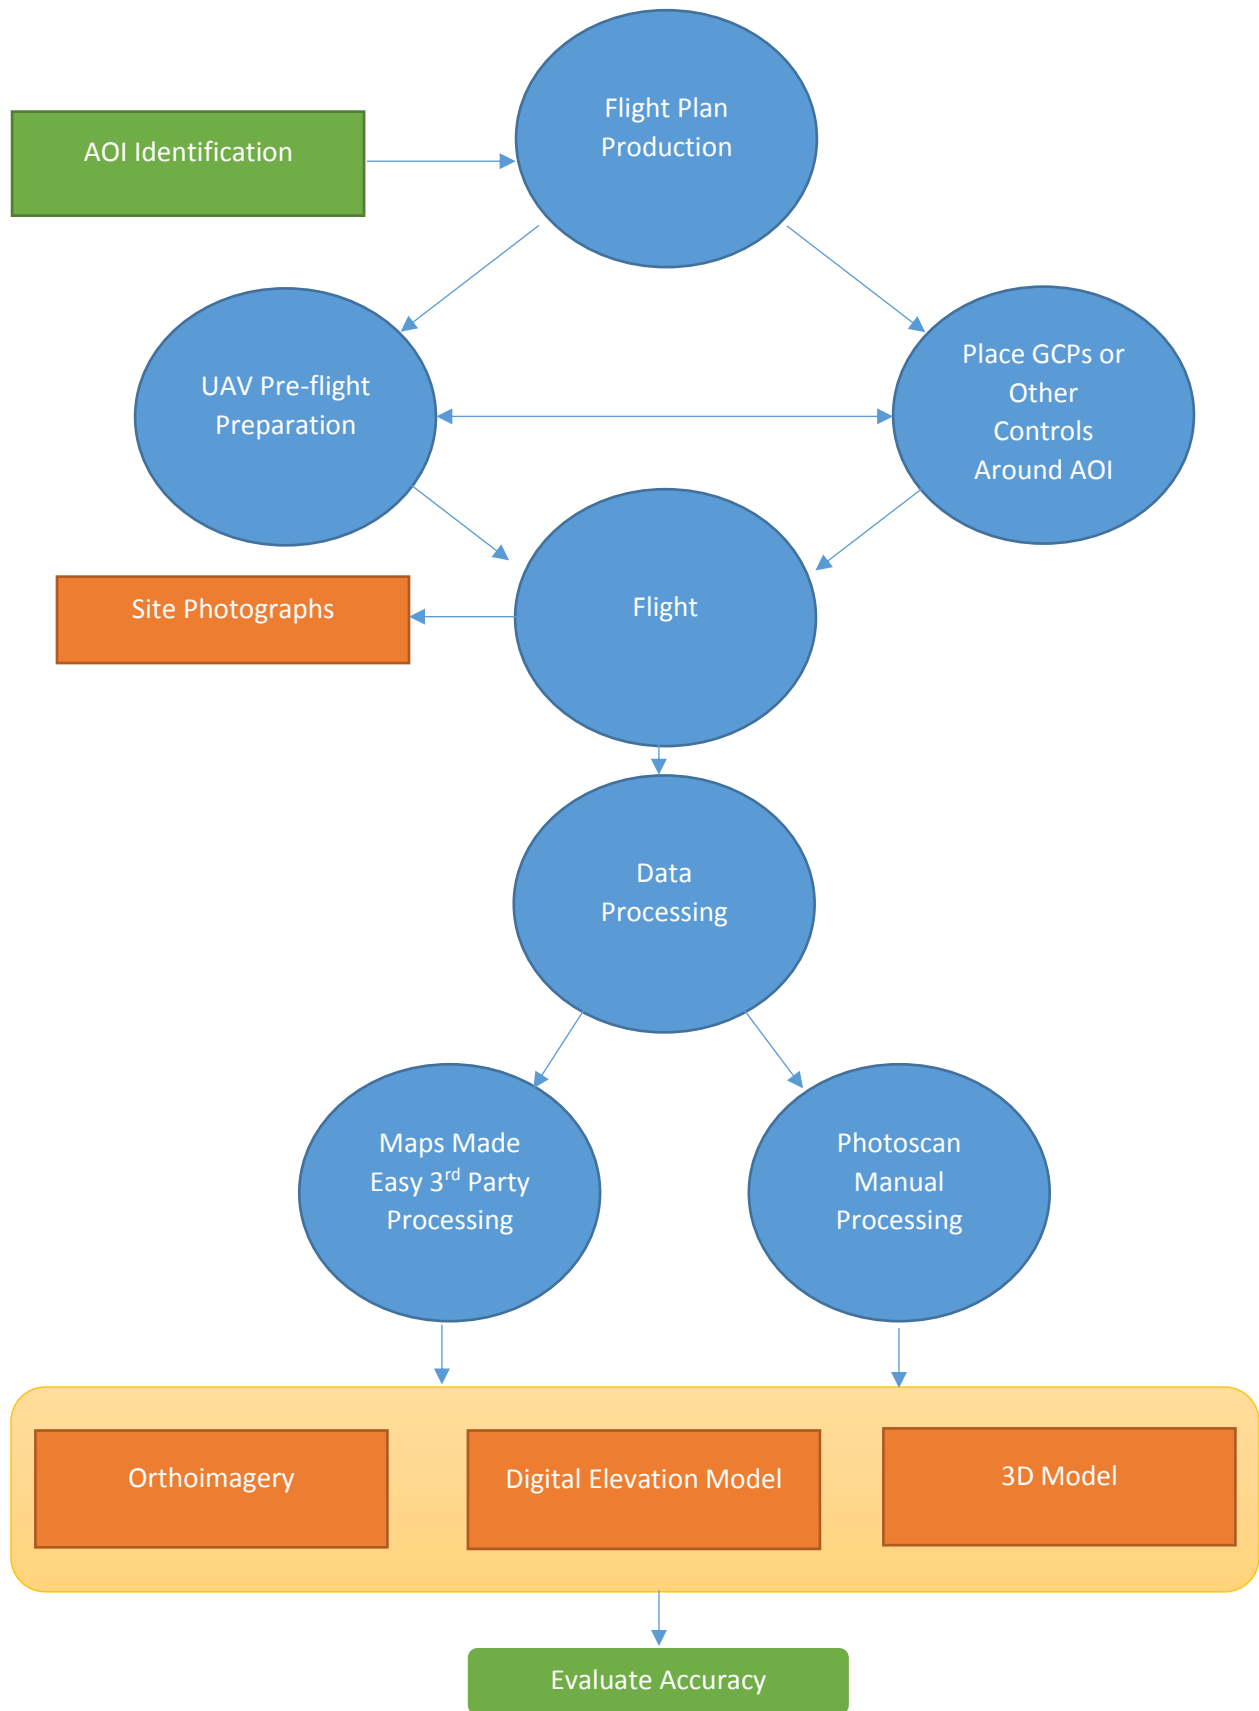 Flight Plan
Production
AOI Identification
UAV Pre-flight
Preparation
Place GCPs or
Other
Controls
Around AOI
Flight
Site Photographs
Data
Processing
Maps Made
Easy 3rd Party
Processing
Photoscan
Manual
Processing
Orthoimagery
Digital Elevation Model
3D Model
Evaluate Accuracy